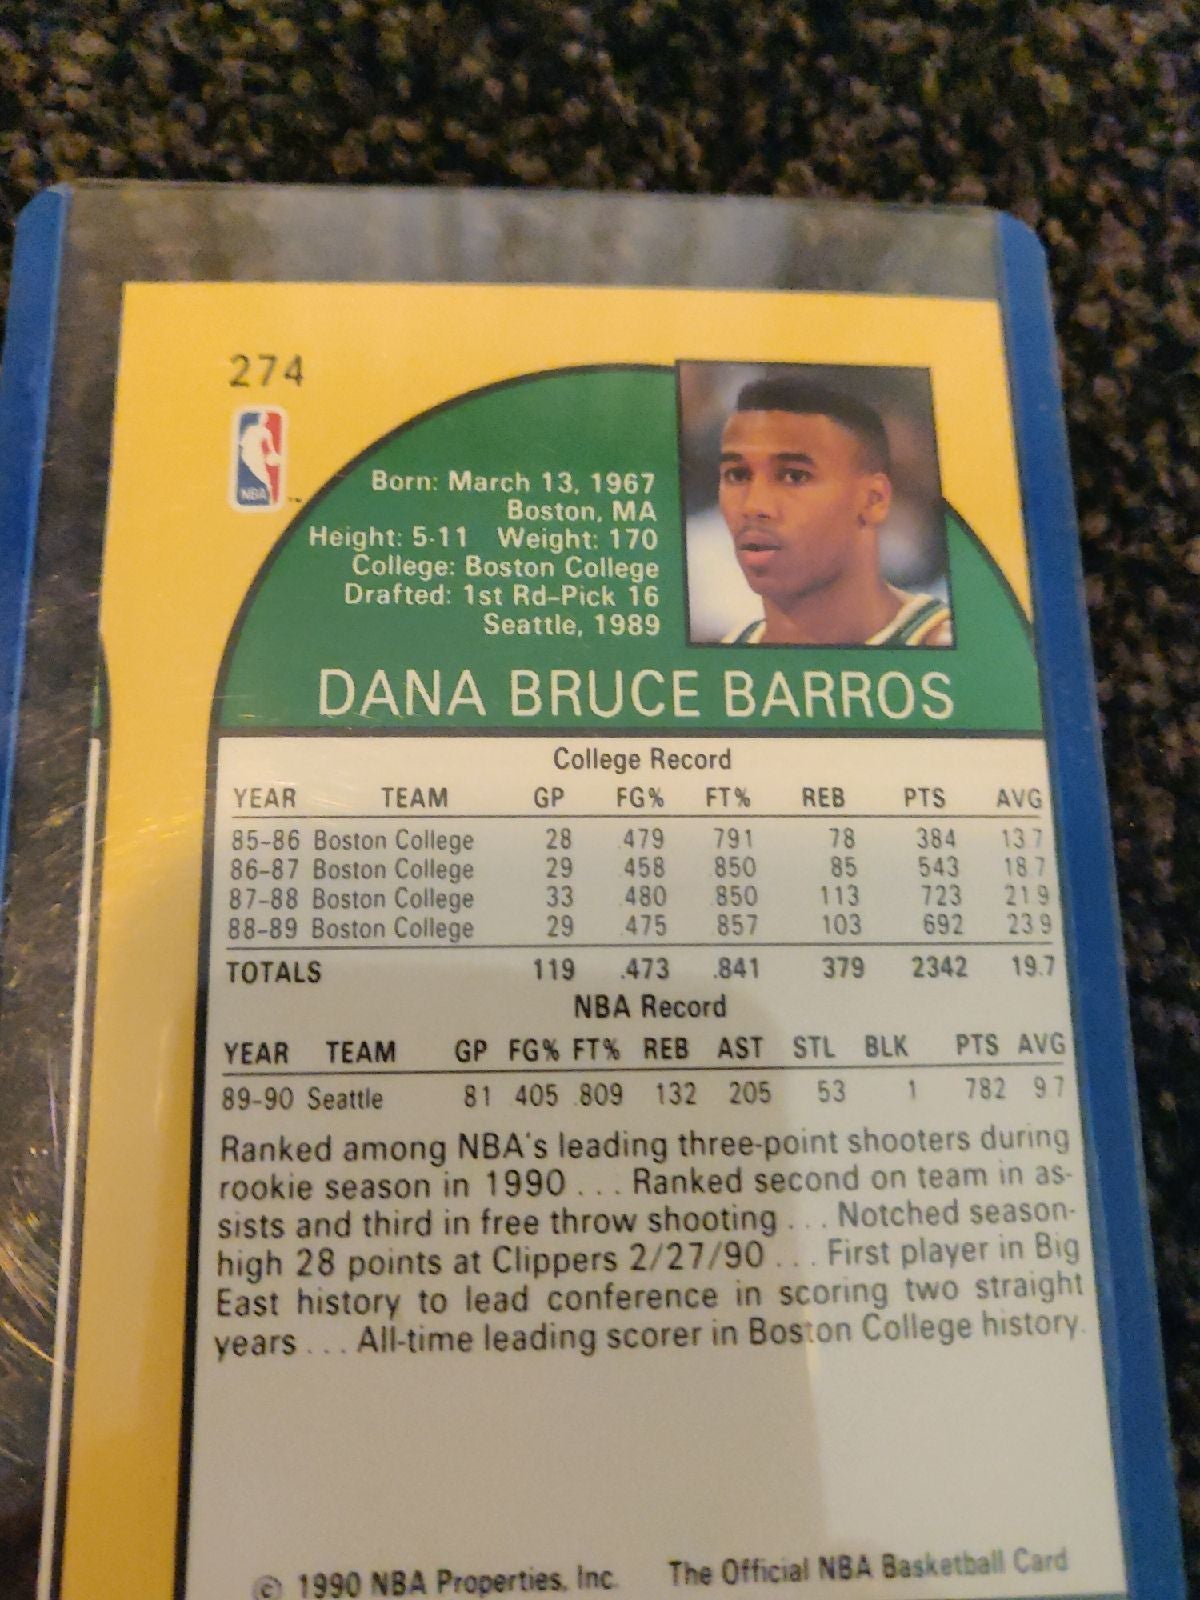 274
NBA
Born: March 13, 1967
Boston, MA
Height: 5-11 Weight: 170
College: Boston College
Drafted: 1st Rd-Pick 16
Seattle, 1989
DANA BRUCE BARROS
College Record
YEAR TEAM GP FG% FT% REB PTS AVG
85-86 Boston College 28 .479 .791 78 384 13.7
86-87 Boston College 29 .458 .850 85 543 18.7
87-88 Boston College 33 .480 .850 113 723 21.9
88-89 Boston College 29 .475 .857 103 692 23.9
TOTALS 119 .473 .841 379 2342 19.7
NBA Record
YEAR TEAM GP FG% FT% REB AST STL BLK PTS AVG
89-90 Seattle 81 .405 .809 132 205 53 1 782 9.7
Ranked among NBA's leading three-point shooters during
rookie season in 1990 . . . Ranked second on team in as-
sists and third in free throw shooting . . . Notched season-
high 28 points at Clippers 2/27/90 . . . First player in Big
East history to lead conference in scoring two straight
years . . . All-time leading scorer in Boston College history.
© 1990 NBA Properties, Inc. The Official NBA Basketball Card